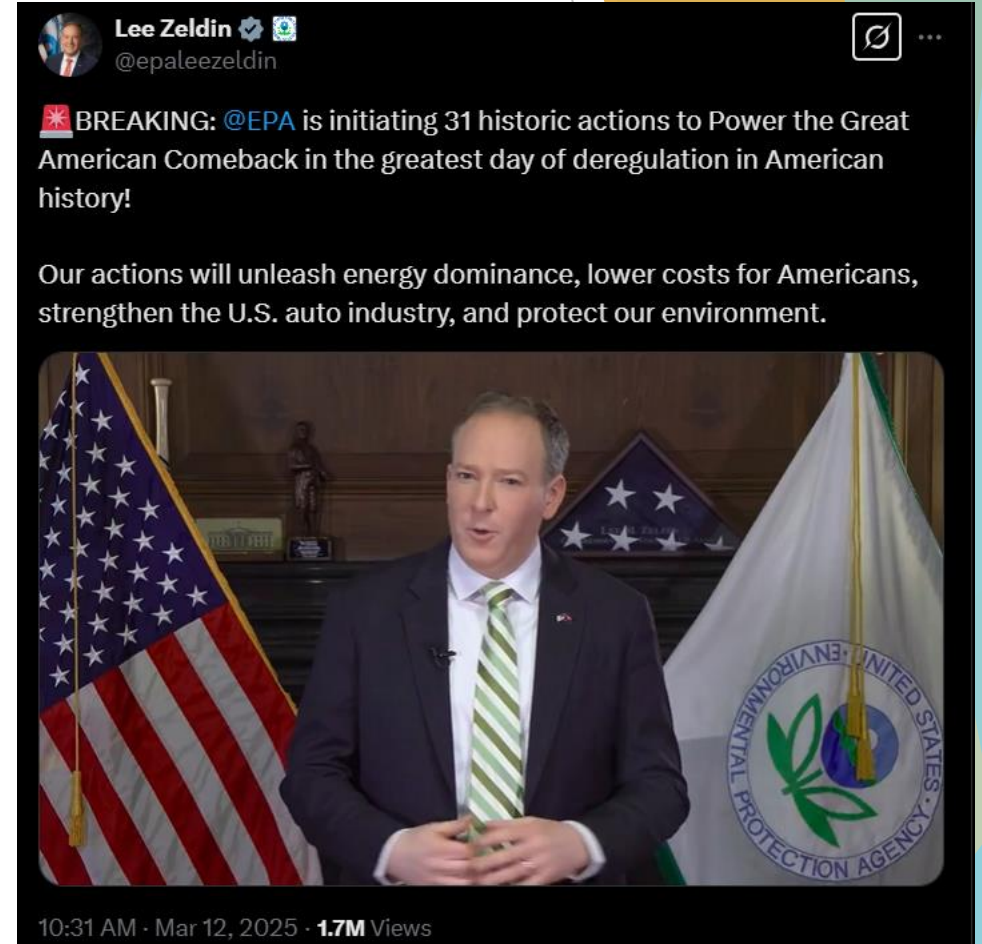 Lee Zeldin
@epaleezeldin
🚨BREAKING: @EPA is initiating 31 historic actions to Power the Great
American Comeback in the greatest day of deregulation in American
history!
Our actions will unleash energy dominance, lower costs for Americans,
strengthen the U.S. auto industry, and protect our environment.
UNITED STATES · ENVIRONMENTAL PROTECTION AGENCY ·
10:31 AM · Mar 12, 2025 · 1.7M Views